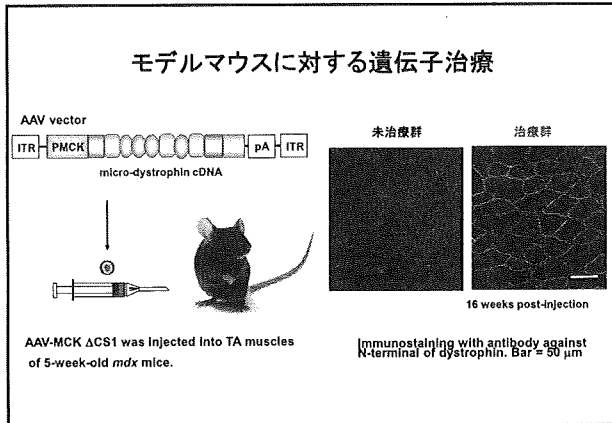 モデルマウスに対する遺伝子治療
AAV vector
ITR PMCK pA ITR
micro-dystrophin cDNA
未治療群 治療群
16 weeks post-injection
AAV-MCK ΔCS1 was injected into TA muscles
of 5-week-old mdx mice.
Immunostaining with antibody against
N-terminal of dystrophin. Bar = 50 μm